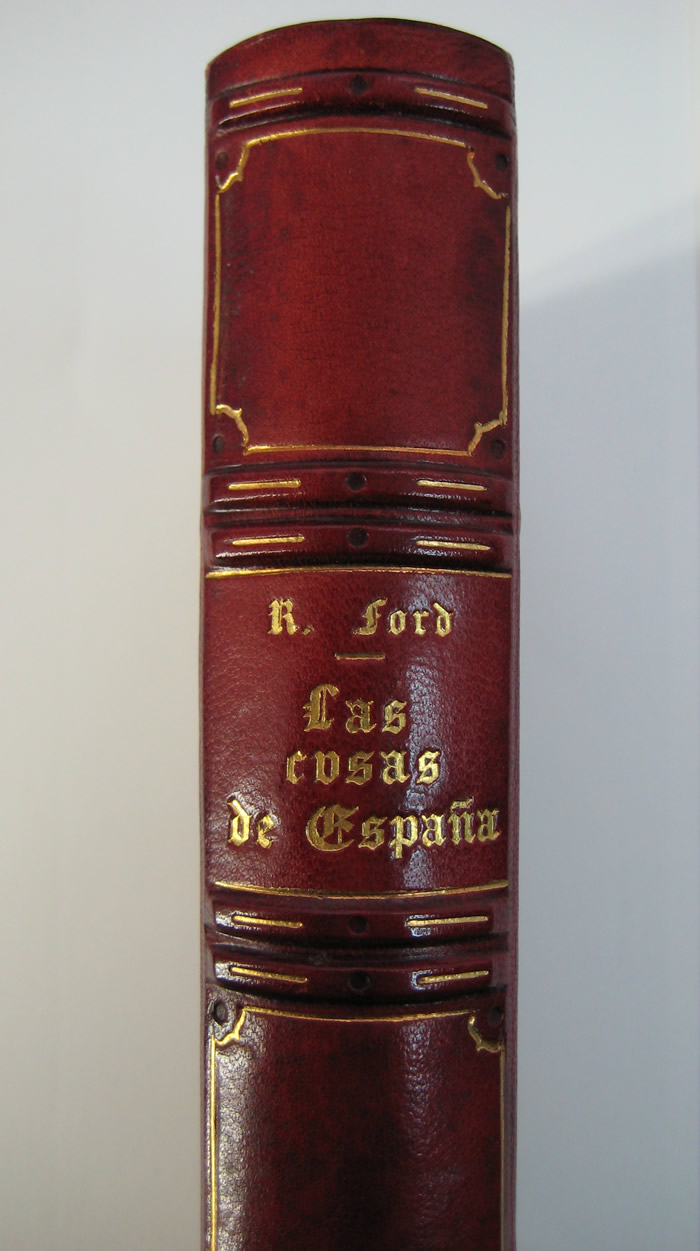 R. Ford
Las
cosas
de España